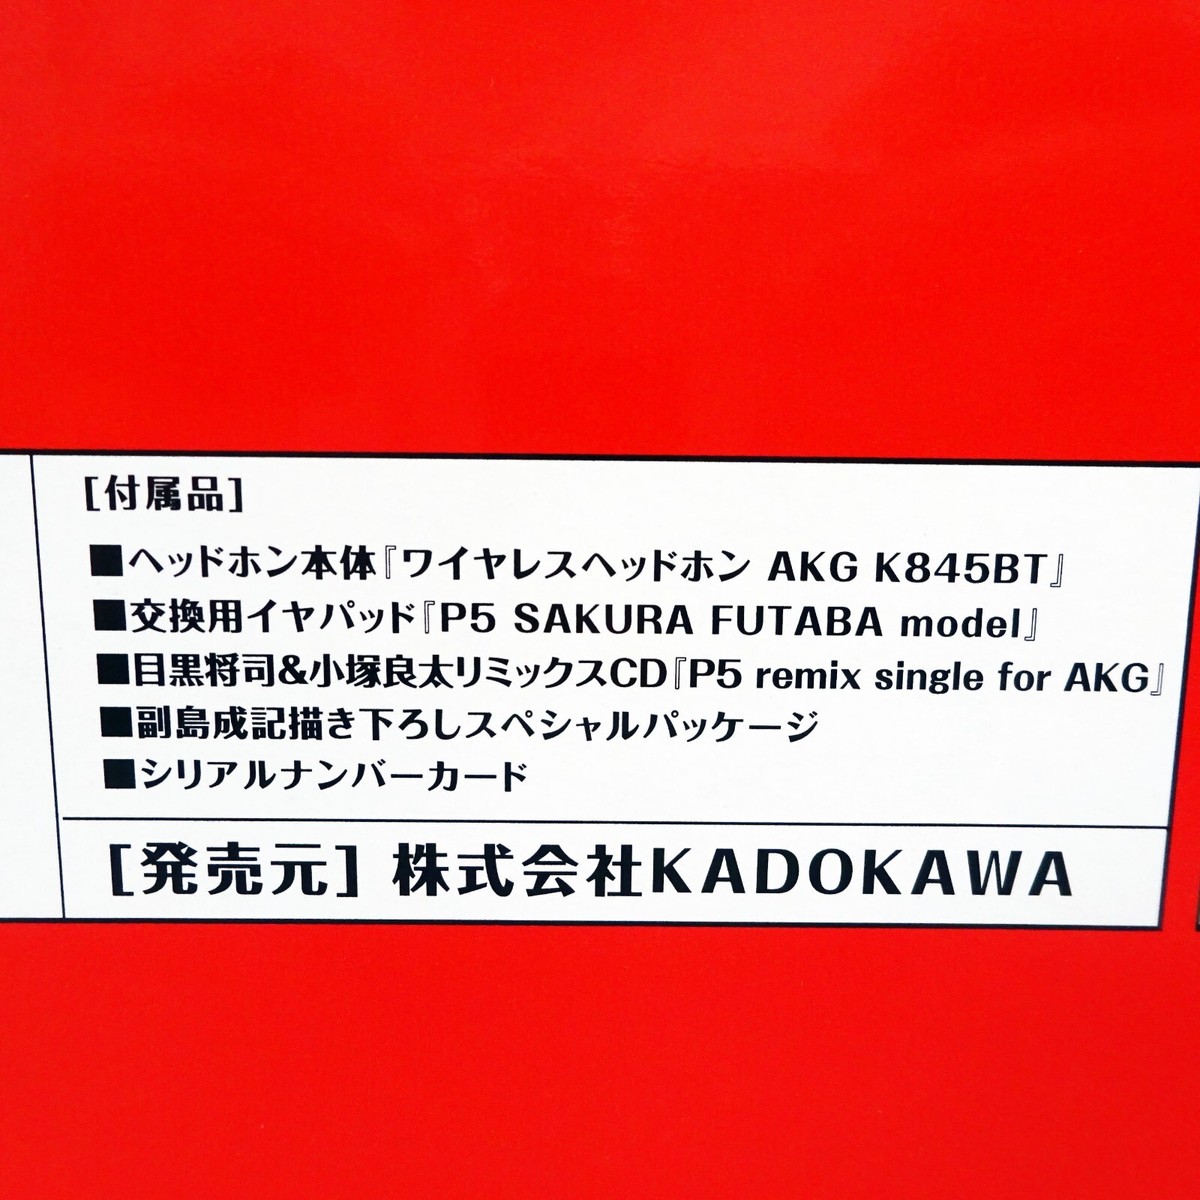 [付属品]
■ヘッドホン本体『ワイヤレスヘッドホン AKG K845BT』
■交換用イヤパッド『P5 SAKURA FUTABA model』
■目黒将司&小塚良太リミックスCD『P5 remix single for AKG』
■副島成記描き下ろしスペシャルパッケージ
■シリアルナンバーカード
[発売元] 株式会社KADOKAWA